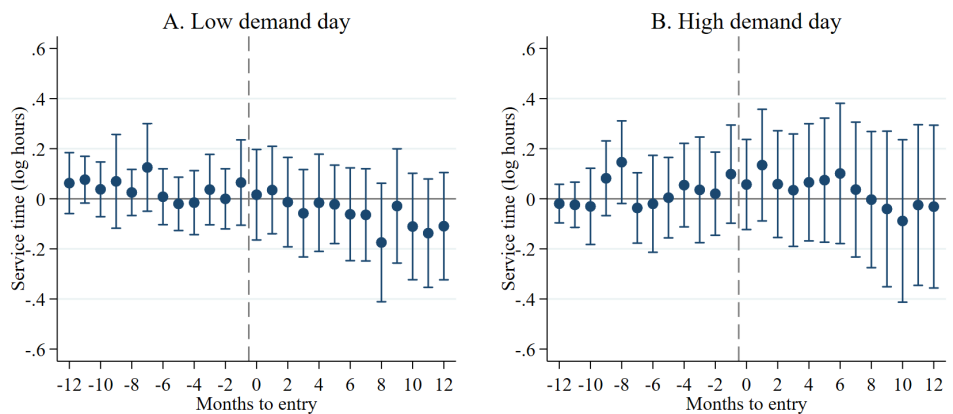 A. Low demand day
Service time (log hours)
.6
.4
.2
0
-.2
-.4
-.6
-12 -10 -8 -6 -4 -2 0 2 4 6 8 10 12
Months to entry
B. High demand day
Service time (log hours)
.6
.4
.2
0
-.2
-.4
-.6
-12 -10 -8 -6 -4 -2 0 2 4 6 8 10 12
Months to entry